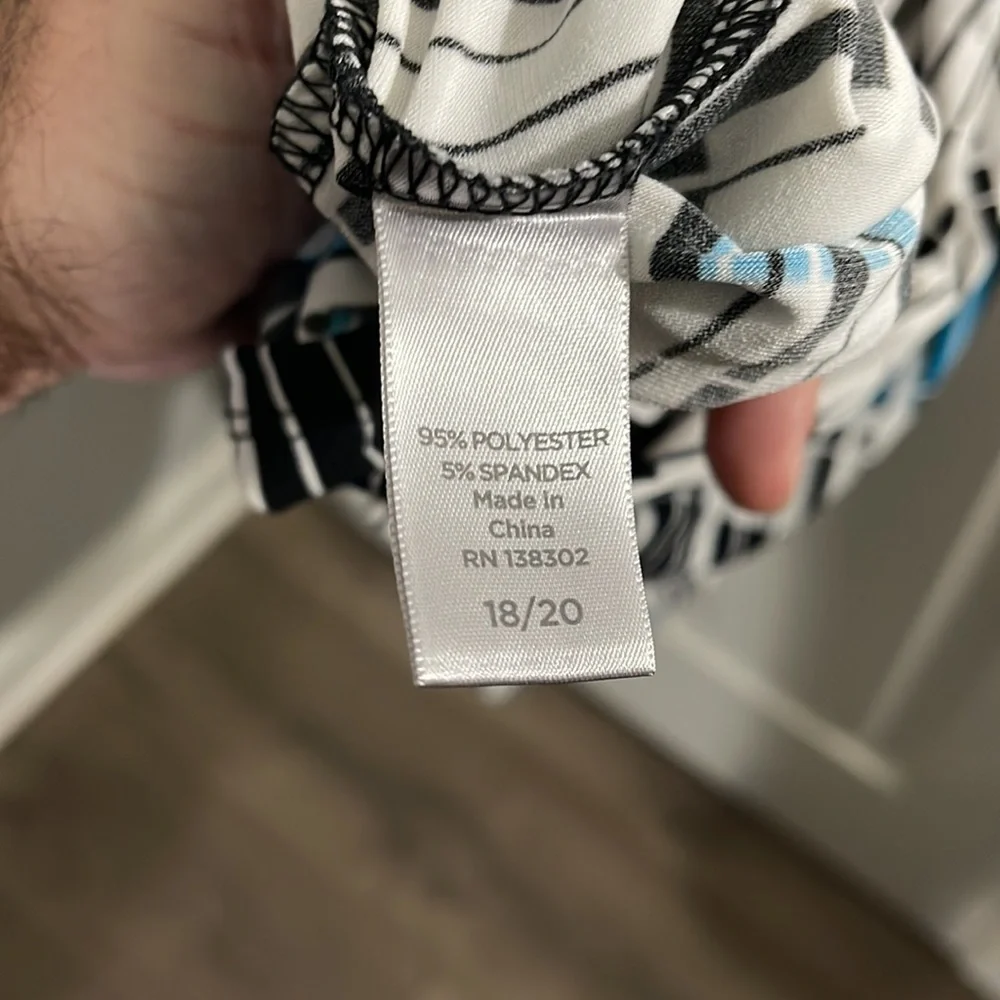 95% POLYESTER
5% SPANDEX
Made in
China
RN 138302
18/20